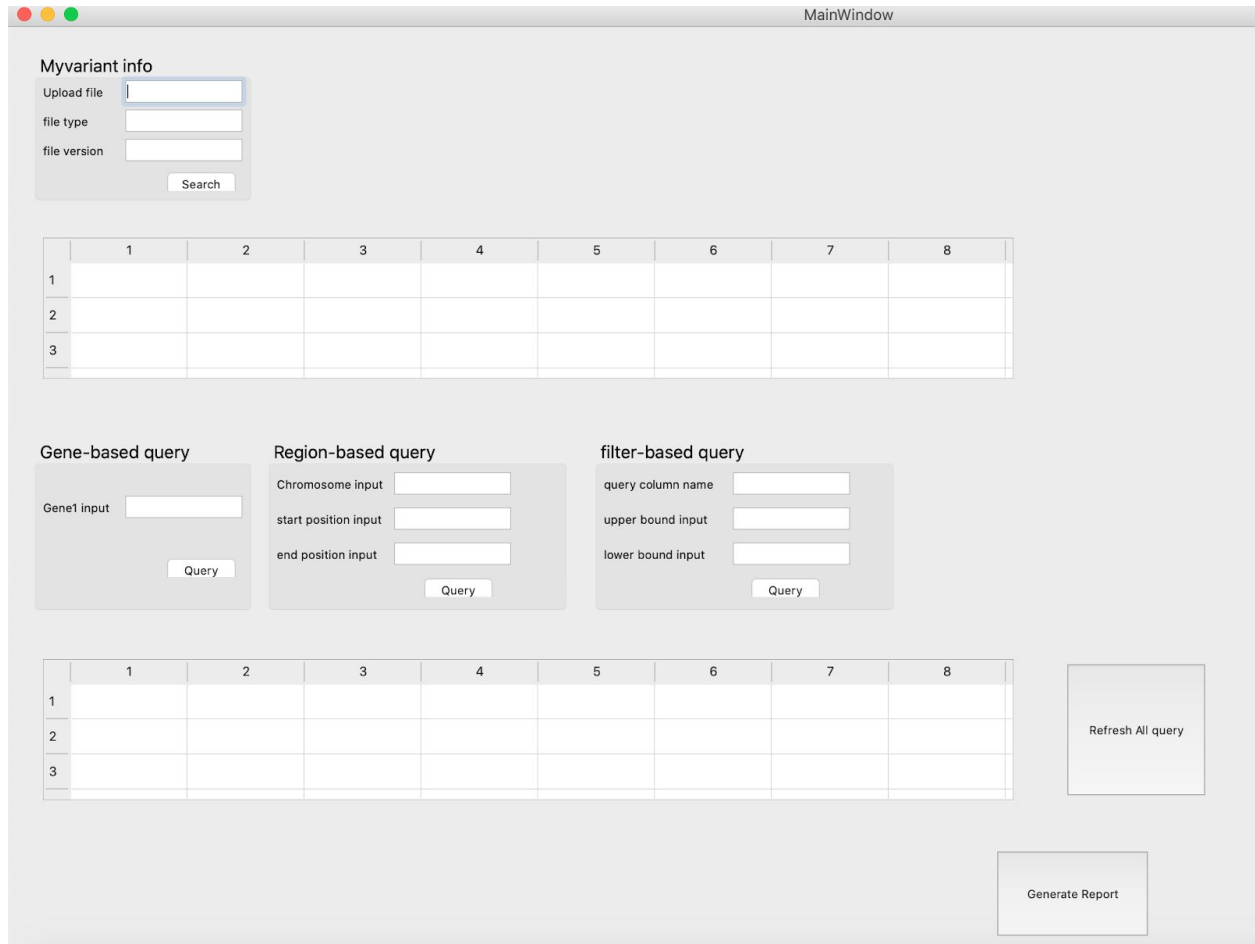 MainWindow
Myvariant info
Upload file
file type
file version
Search
1 2 3 4 5 6 7 8
1
2
3
Gene-based query Region-based query filter-based query
Chromosome input query column name
Gene1 input
start position input upper bound input
end position input lower bound input
Query
Query Query
1 2 3 4 5 6 7 8
1
2
3
Refresh All query
Generate Report